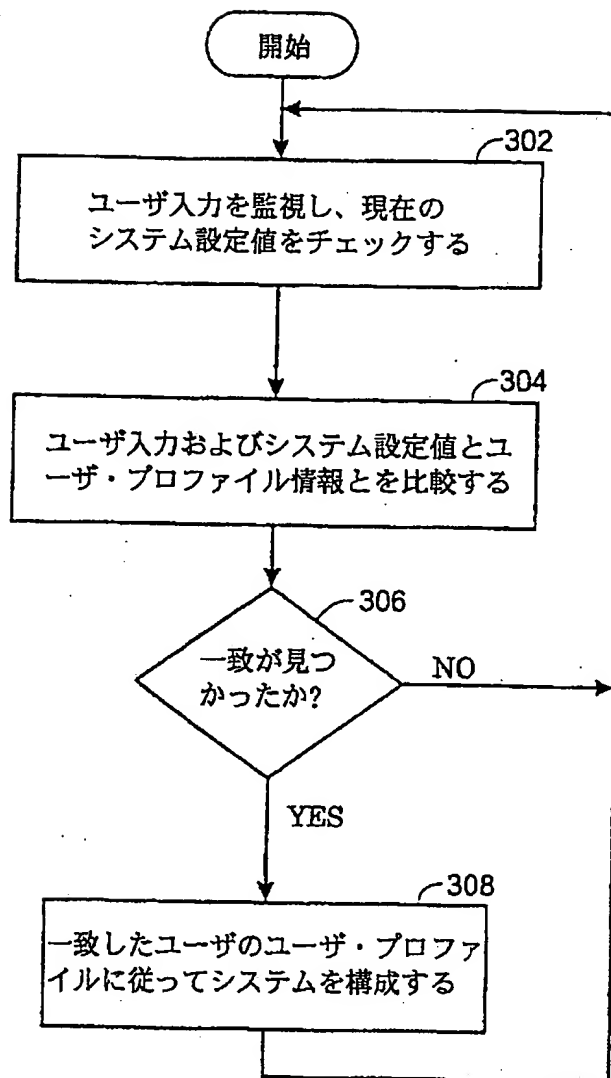 開始
302
ユーザ入力を監視し、現在の
システム設定値をチェックする
304
ユーザ入力およびシステム設定値とユ
ーザ・プロファイル情報とを比較する
306
一致が見つ
かったか?
NO
YES
308
一致したユーザのユーザ・プロファ
イルに従ってシステムを構成する